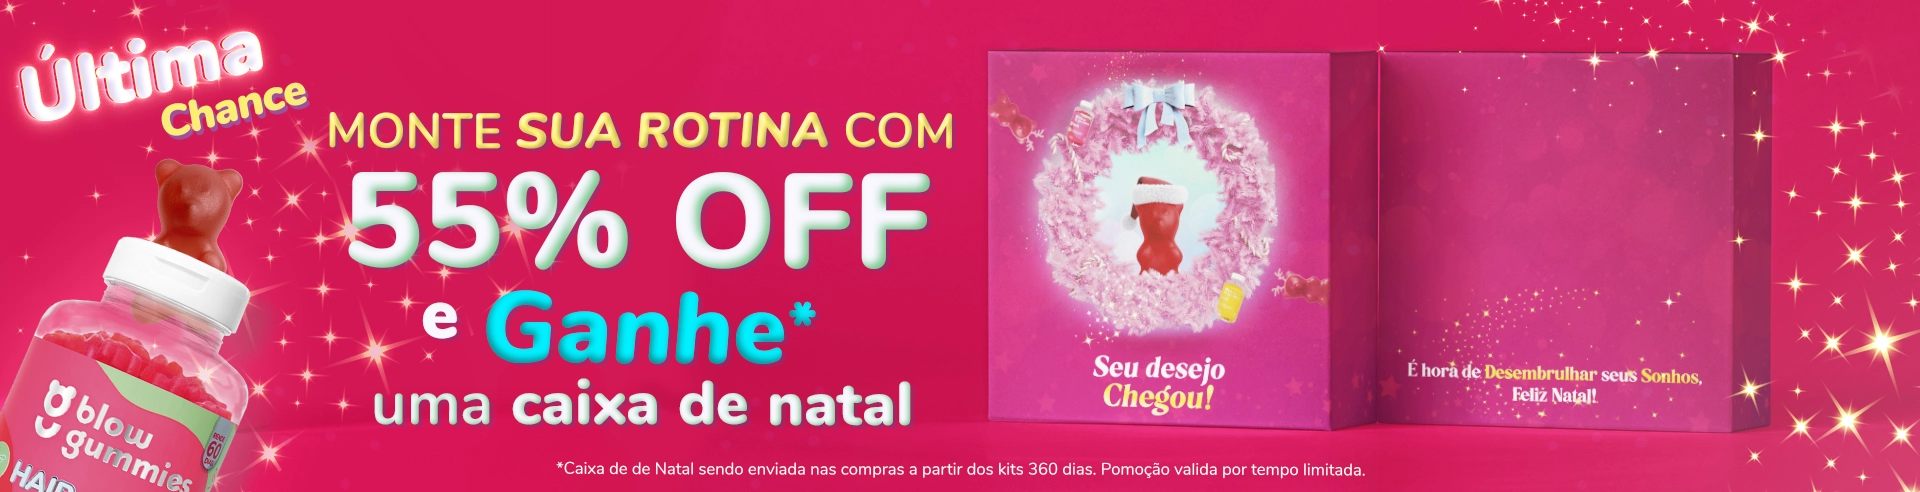 Última
Chance
MONTE SUA ROTINA COM
55% OFF
e Ganhe*
uma caixa de natal
blow
gummies
HAIR
60
Seu desejo
Chegou!
É hora de Desembrulhar seus Sonhos,
Feliz Natal!
*Caixa de de Natal sendo enviada nas compras a partir dos kits 360 dias. Pomoção valida por tempo limitada.